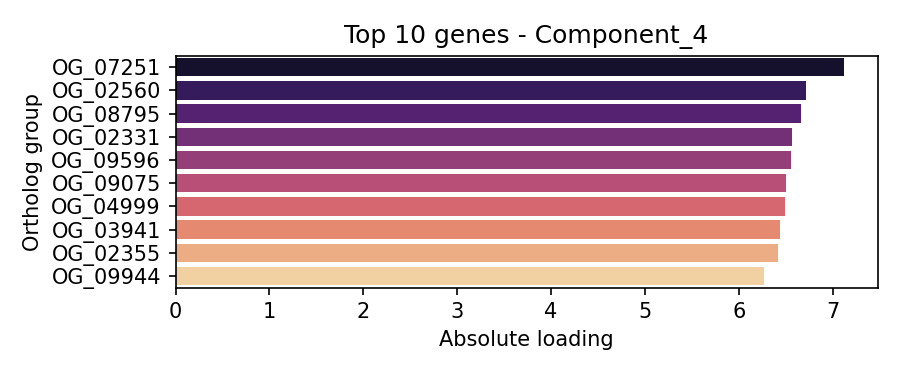 Top 10 genes - Component_4
Ortholog group
OG_07251
OG_02560
OG_08795
OG_02331
OG_09596
OG_09075
OG_04999
OG_03941
OG_02355
OG_09944
0 1 2 3 4 5 6 7
Absolute loading